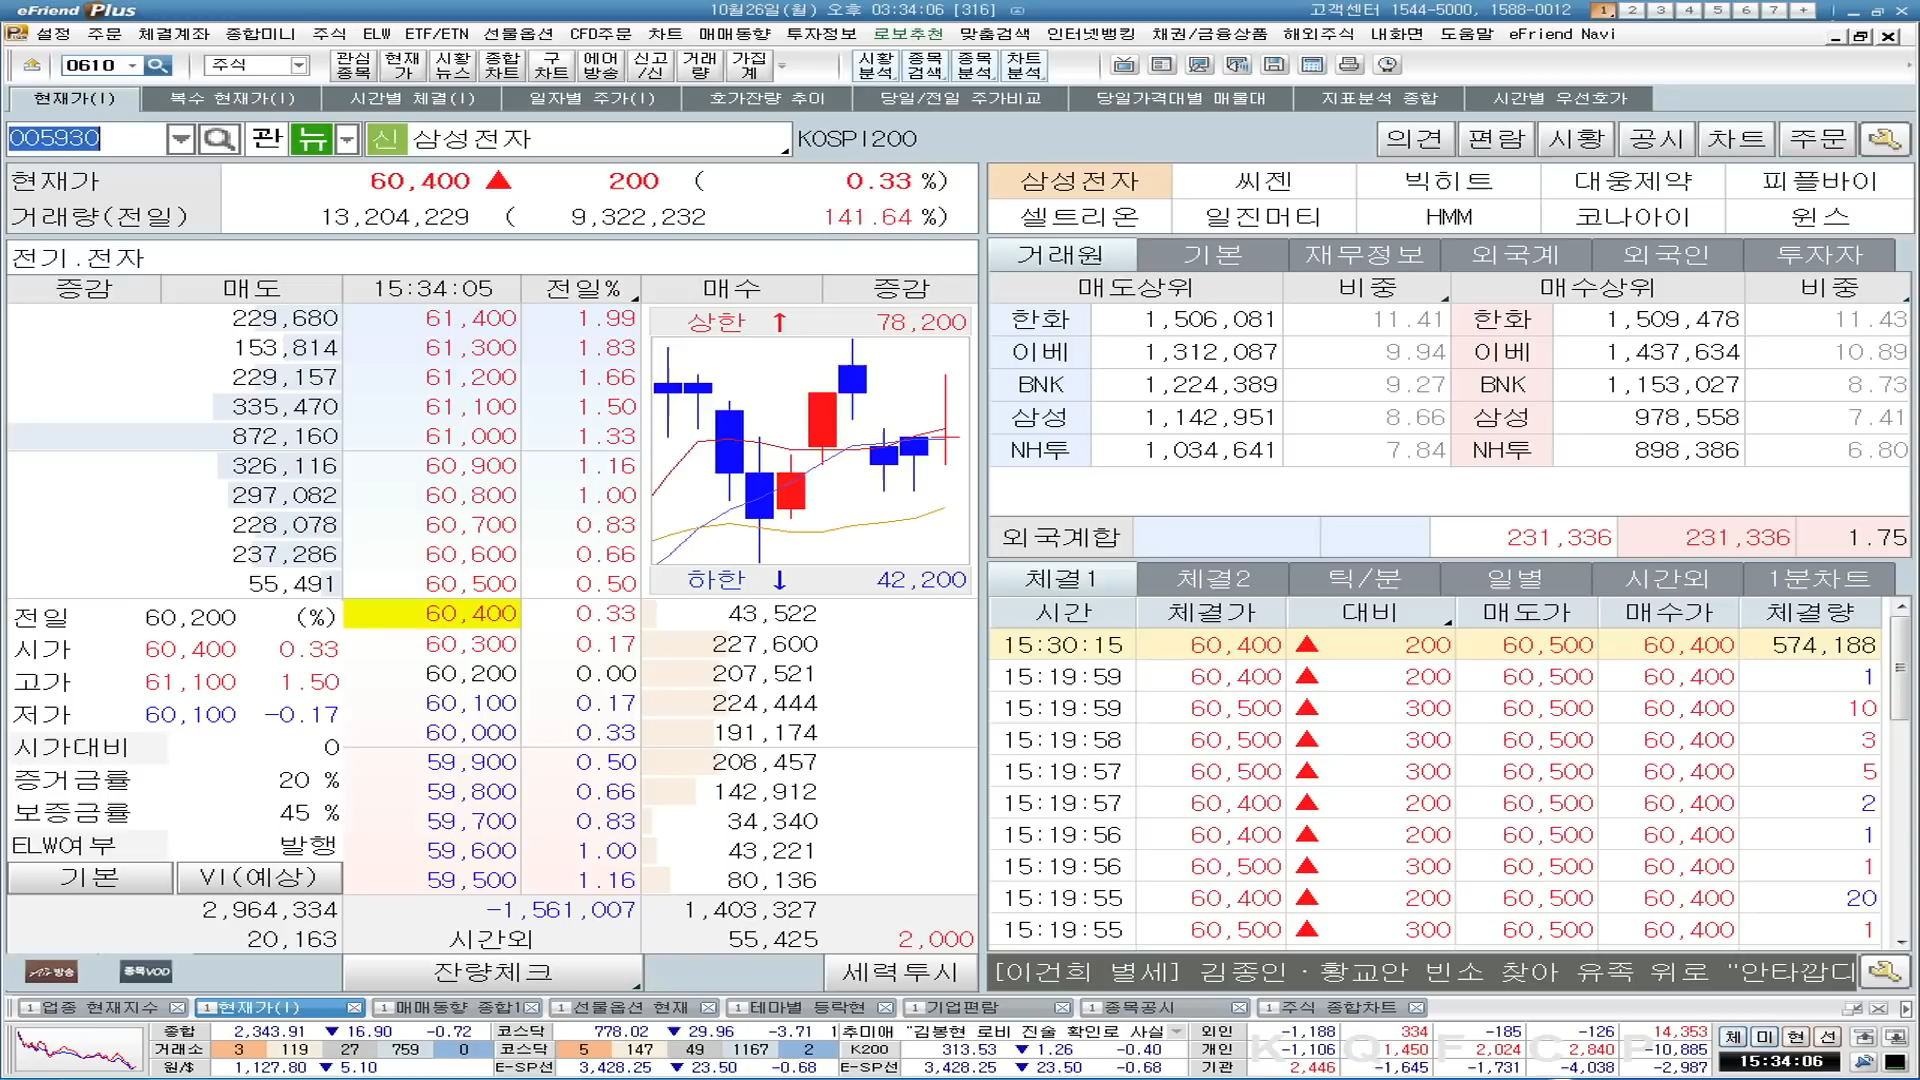 eFriend Plus 10월26일(월) 오후 03:34:06 [316] 고객센터 1544-5000, 1588-0012 1 2 3 4 5 6 7 +
설정 주문 체결계좌 종합미니 주식 ELW ETF/ETN 선물옵션 CFD주문 차트 매매동향 투자정보 로보추천 맞춤검색 인터넷뱅킹 채권/금융상품 해외주식 내화면 도움말 eFriend Navi
0610 주식 관심종목 현재가 시황뉴스 종합차트 구차트 에어방송 신고/신 거래량 가집계 시황분석 종목검색 종목분석 차트분석
현재가(1) 복수 현재가(1) 시간별 체결(1) 일자별 주가(1) 호가잔량 추이 당일/전일 주가비교 당일가격대별 매물대 지표분석 종합 시간별 우선호가
005930 관 뉴 신 삼성전자 KOSPI200 의견 편람 시황 공시 차트 주문
현재가 60,400 ▲ 200 ( 0.33 %)
거래량(전일) 13,204,229 ( 9,322,232 141.64 %)
전기.전자
증감 매도 15:34:05 전일% 매수 증감
229,680 61,400 1.99
상한 ↑ 78,200
153,814 61,300 1.83
229,157 61,200 1.66
335,470 61,100 1.50
872,160 61,000 1.33
326,116 60,900 1.16
297,082 60,800 1.00
228,078 60,700 0.83
237,286 60,600 0.66
55,491 60,500 0.50
하한 ↓ 42,200
전일 60,200 (%) 60,400 0.33 43,522
시가 60,400 0.33 60,300 0.17 227,600
60,200 0.00 207,521
고가 61,100 1.50 60,100 0.17 224,444
저가 60,100 -0.17 60,000 0.33 191,174
시가대비 0 59,900 0.50 208,457
증거금률 20 % 59,800 0.66 142,912
보증금률 45 % 59,700 0.83 34,340
ELW여부 발행 59,600 1.00 43,221
기본 VI(예상) 59,500 1.16 80,136
2,964,334 -1,561,007 1,403,327
20,163 시간외 55,425 2,000
종목VOD 잔량체크 세력투시
삼성전자 씨젠 빅히트 대웅제약 피플바이
셀트리온 일진머티 HMM 코나아이 윈스
거래원 기본 재무정보 외국계 외국인 투자자
매도상위 비중 매수상위 비중
한화 1,506,081 11.41 한화 1,509,478 11.43
이베 1,312,087 9.94 이베 1,437,634 10.89
BNK 1,224,389 9.27 BNK 1,153,027 8.73
삼성 1,142,951 8.66 삼성 978,558 7.41
NH투 1,034,641 7.84 NH투 898,386 6.80
외국계합 231,336 231,336 1.75
체결1 체결2 틱/분 일별 시간외 1분차트
시간 체결가 대비 매도가 매수가 체결량
15:30:15 60,400 ▲ 200 60,500 60,400 574,188
15:19:59 60,400 ▲ 200 60,500 60,400 1
15:19:59 60,500 ▲ 300 60,500 60,400 10
15:19:58 60,500 ▲ 300 60,500 60,400 3
15:19:57 60,500 ▲ 300 60,500 60,400 5
15:19:57 60,400 ▲ 200 60,500 60,400 2
15:19:56 60,400 ▲ 200 60,500 60,400 1
15:19:56 60,500 ▲ 300 60,500 60,400 1
15:19:55 60,400 ▲ 200 60,500 60,400 20
15:19:55 60,500 ▲ 300 60,500 60,400 1
[이건희 별세] 김종인·황교안 빈소 찾아 유족 위로 "안타깝다
1 업종 현재지수 1 현재가(1) 1 매매동향 종합1 1 선물옵션 현재 1 테마별 등락현 1 기업편람 1 종목공시 1 주식 종합차트
종합 2,343.91 ▼ 16.90 -0.72 코스닥 778.02 ▼ 29.96 -3.71 1 추미애 "김봉현 로비 진술 확인로 사실 외인 -1,188 334 -185 -126 14,353 체 미 현 선
거래소 3 119 27 759 0 코스닥 5 147 49 1167 2 K200 313.53 ▼ 1.26 -0.40 개인 -1,106 1,450 2,024 2,840 -10,885
원/$ 1,127.80 ▼ 5.10 E-SP선 3,428.25 ▼ 23.50 -0.68 E-SP선 3,428.25 ▼ 23.50 -0.68 기관 2,446 -1,645 -1,731 -4,038 -2,987
15:34:06
K Q F C P